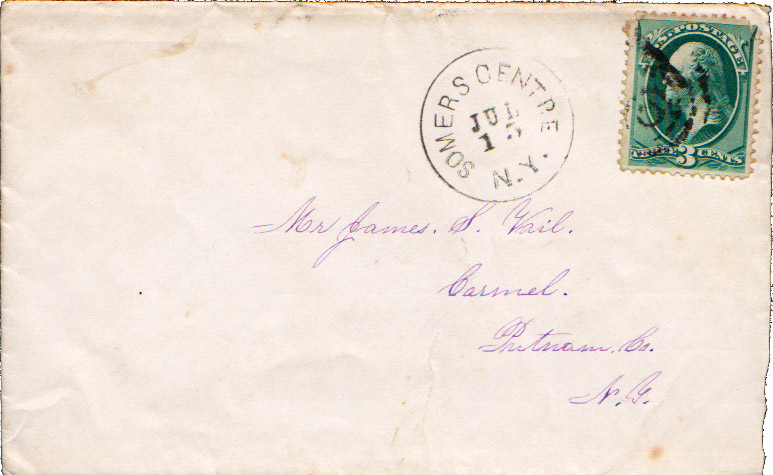 U.S. POSTAGE
THREE 3 CENTS
SOMERS CENTRE
JUL
15
N.Y.
Mr James. S. Vail.
Carmel.
Putnam. Co.
N.Y.